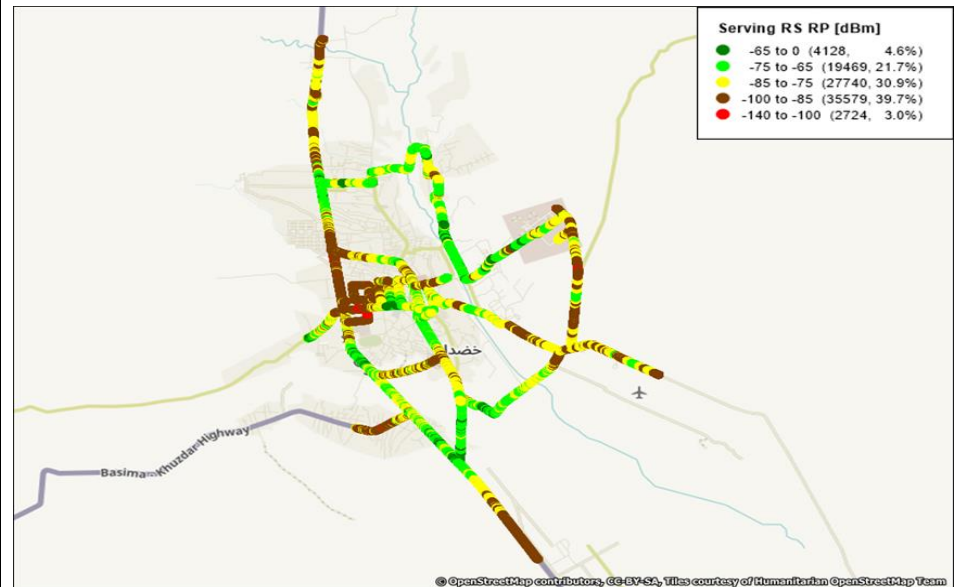 Serving RS RP [dBm]
-65 to 0 (4128, 4.6%)
-75 to -65 (19469, 21.7%)
-85 to -75 (27740, 30.9%)
-100 to -85 (35579, 39.7%)
-140 to -100 (2724, 3.0%)
خضدا
Basima - Khuzdar Highway
© OpenStreetMap contributors, CC-BY-SA, Tiles courtesy of Humanitarian OpenStreetMap Team